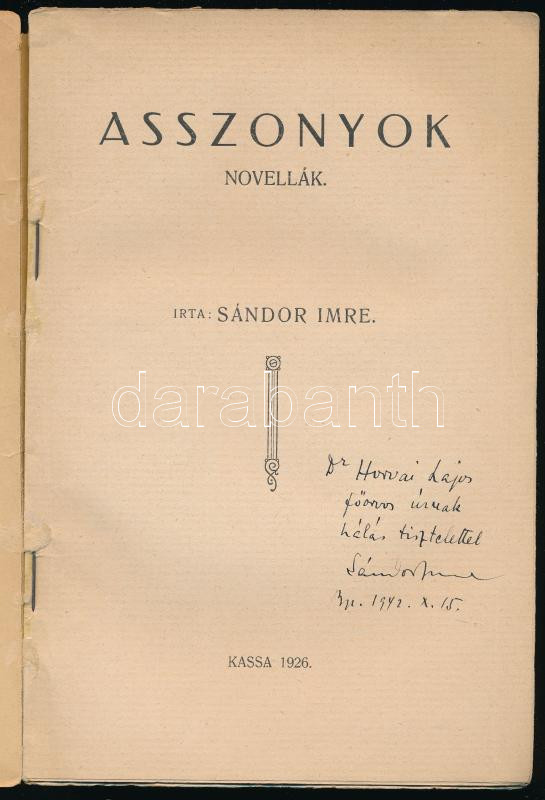 ASSZONYOK
NOVELLÁK.
IRTA: SÁNDOR IMRE.
darabanth
Dr Horvai Lajos
főorvos úrnak
hálás tisztelettel
Sándor Imre
Bp. 1942. X. 15.
KASSA 1926.